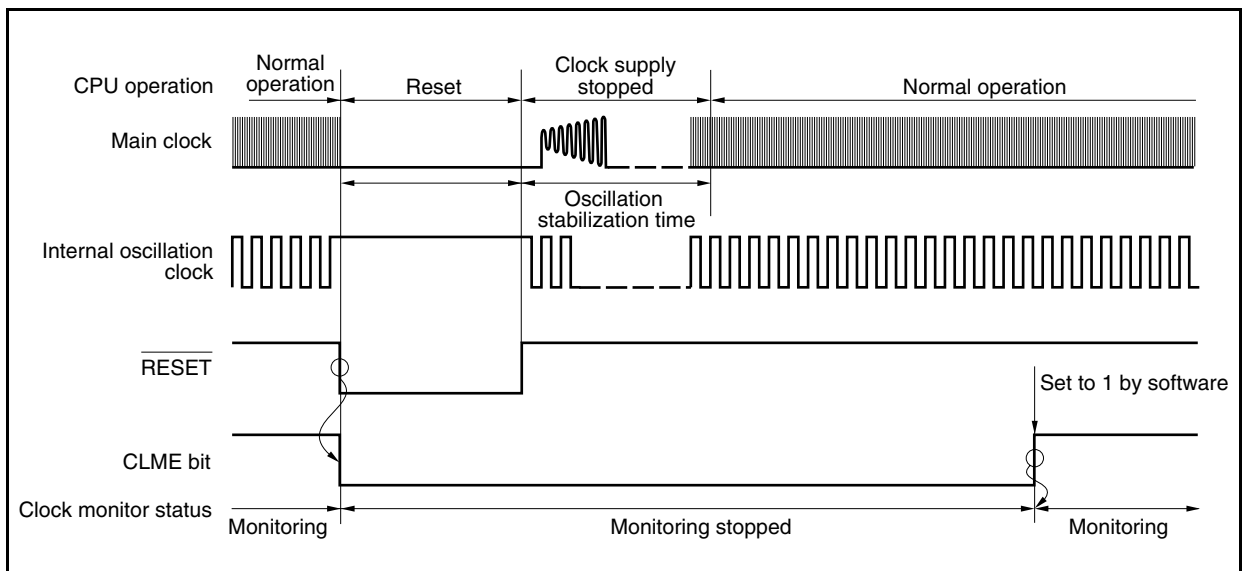 Normal
operation
Clock supply
stopped
CPU operation
Reset
Normal operation
Main clock
Oscillation
stabilization time
Internal oscillation
clock
RESET
Set to 1 by software
CLME bit
Clock monitor status
Monitoring
Monitoring stopped
Monitoring